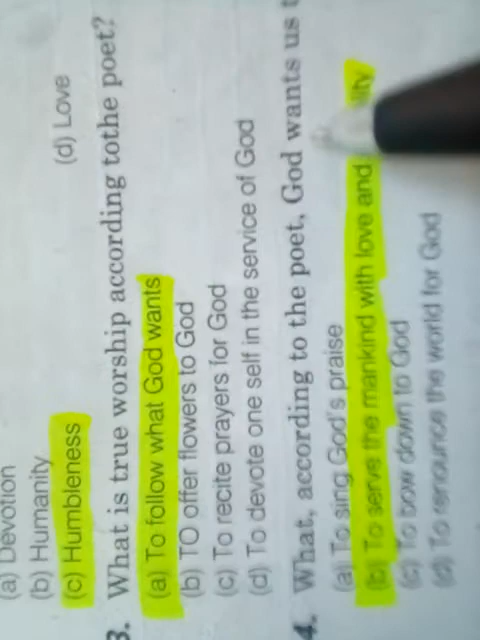 (a) Devotion
(b) Humanity
(c) Humbleness (d) Love
3. What is true worship according tothe poet?
(a) To follow what God wants
(b) TO offer flowers to God
(c) To recite prayers for God
(d) To devote one self in the service of God
4. What, according to the poet, God wants us t
(a) To sing God's praise
(b) To serve the mankind with love and
(c) To bow down to God
(d) To renounce the world for God